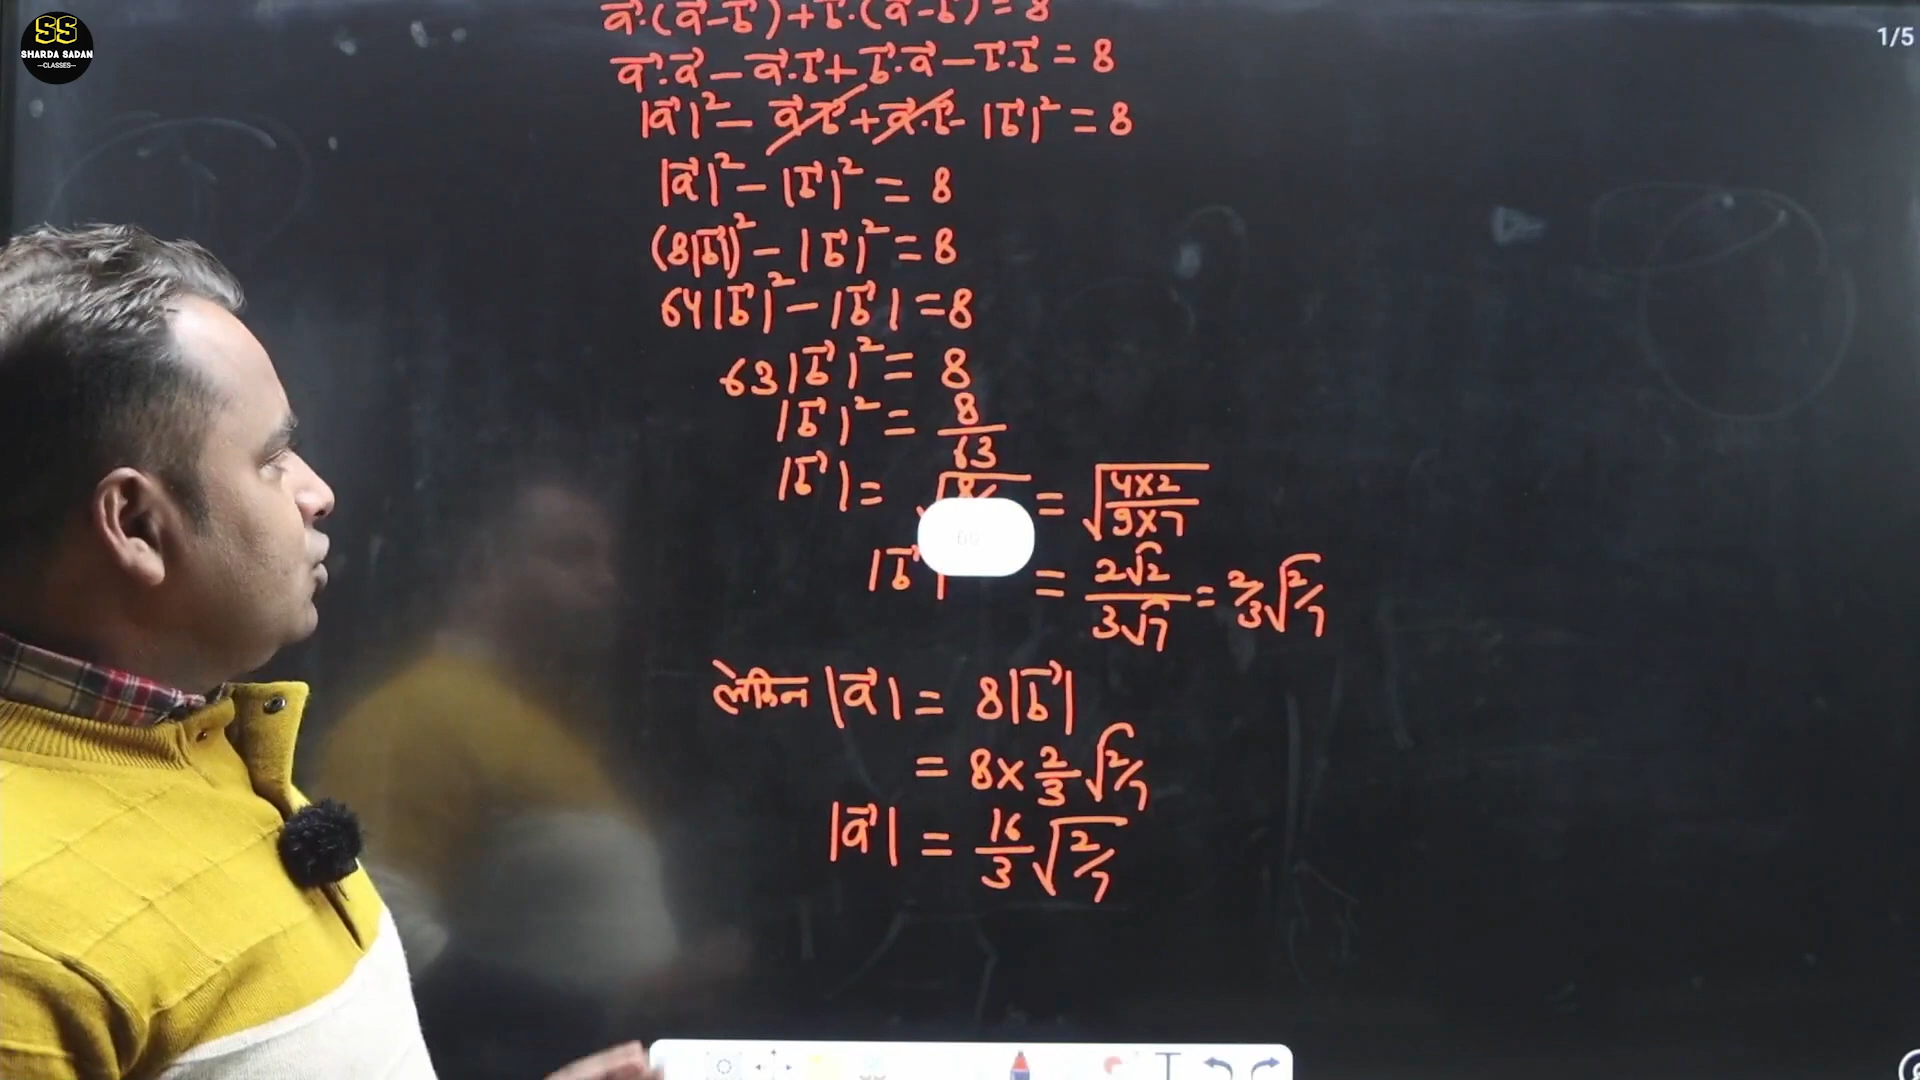 SS
SHARDA SADAN
—CLASSES—
1/5
a⃗·(a⃗-b⃗)+b⃗·(a⃗-b⃗)=8
a⃗·a⃗-a⃗·b⃗+b⃗·a⃗-b⃗·b⃗=8
|a⃗|²-a⃗·b⃗+a⃗·b⃗-|b⃗|²=8
|a⃗|²-|b⃗|²=8
(8|b⃗|)²-|b⃗|²=8
64|b⃗|²-|b⃗|=8
63|b⃗|²=8
|b⃗|²=8/63
|b⃗|=√8/ =√(4×2)/(9×7)
|b⃗| =2√2/3√7=2/3√2/7
लेकिन |a⃗|=8|b⃗|
=8×2/3√2/7
|a⃗|=16/3√2/7
T